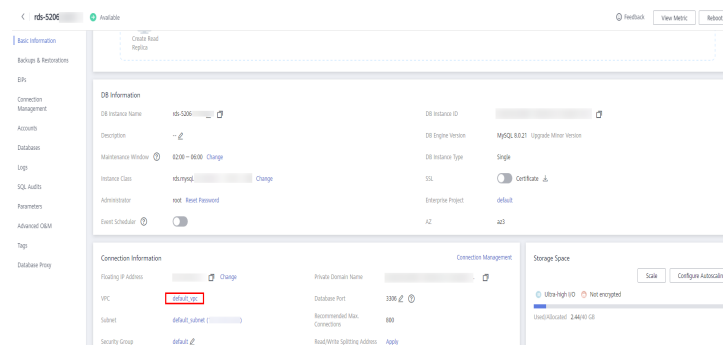 rds-5206
Available
Feedback
View Metric
Reboot
Basic Information
Backups & Restorations
EIPs
Connection
Management
Accounts
Databases
Logs
SQL Audits
Parameters
Advanced O&M
Tags
Database Proxy
Create Read
Replica
DB Information
DB Instance Name rds-5206
DB Instance ID
Description --
DB Engine Version MySQL 8.0.21 Upgrade Minor Version
Maintenance Window 02:00 – 06:00 Change
DB Instance Type Single
Instance Class rds.mysql. Change
SSL Certificate
Administrator root Reset Password
Enterprise Project default
Event Scheduler
AZ az3
Connection Information Connection Management
Floating IP Address Change
Private Domain Name
VPC default_vpc
Database Port 3306
Subnet default_subnet ( )
Recommended Max.
Connections 800
Security Group default
Read/Write Splitting Address Apply
Storage Space
Scale
Configure Autoscaling
Ultra-high I/O Not encrypted
Used/Allocated 2.44/40 GB